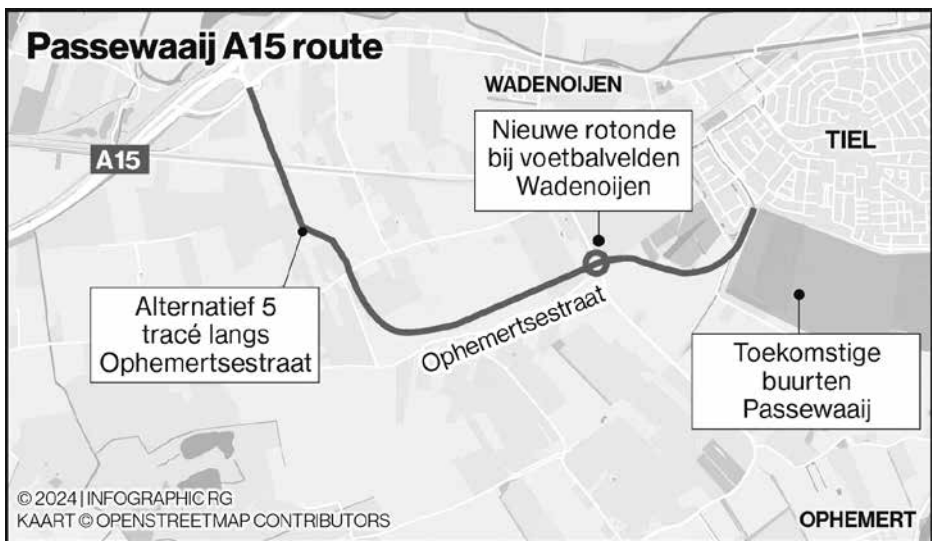 Passewaaij A15 route
WADENOIJEN
Nieuwe rotonde
bij voetbalvelden
Wadenoijen
TIEL
A15
Alternatief 5
tracé langs
Ophemertsestraat
Ophemertsestraat
Toekomstige
buurten
Passewaaij
© 2024 | INFOGRAPHIC RG
KAART © OPENSTREETMAP CONTRIBUTORS
OPHEMERT